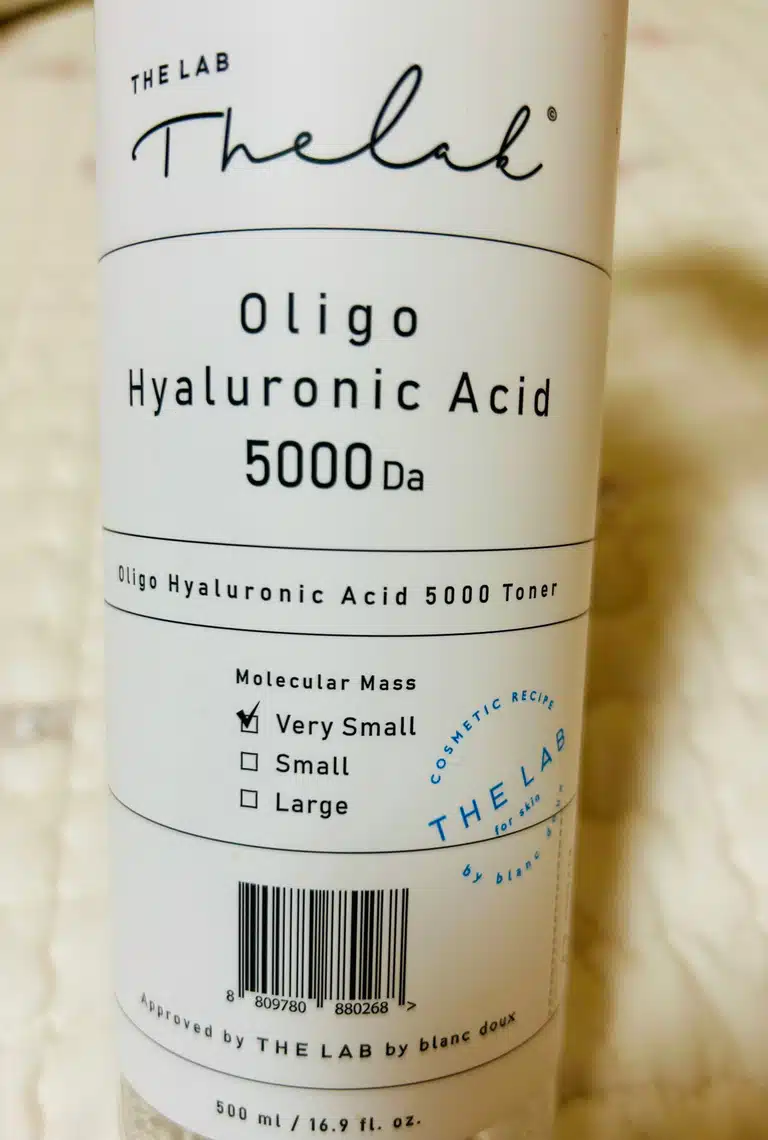 THE LAB
Thelab©
Oligo
Hyaluronic Acid
5000 Da
Oligo Hyaluronic Acid 5000 Toner
Molecular Mass
Very Small
Small
Large
COSMETIC RECIPE
THE LAB
for skin
by blanc
8 809780 880268 >
Approved by THE LAB by blanc doux
500 ml / 16.9 fl. oz.